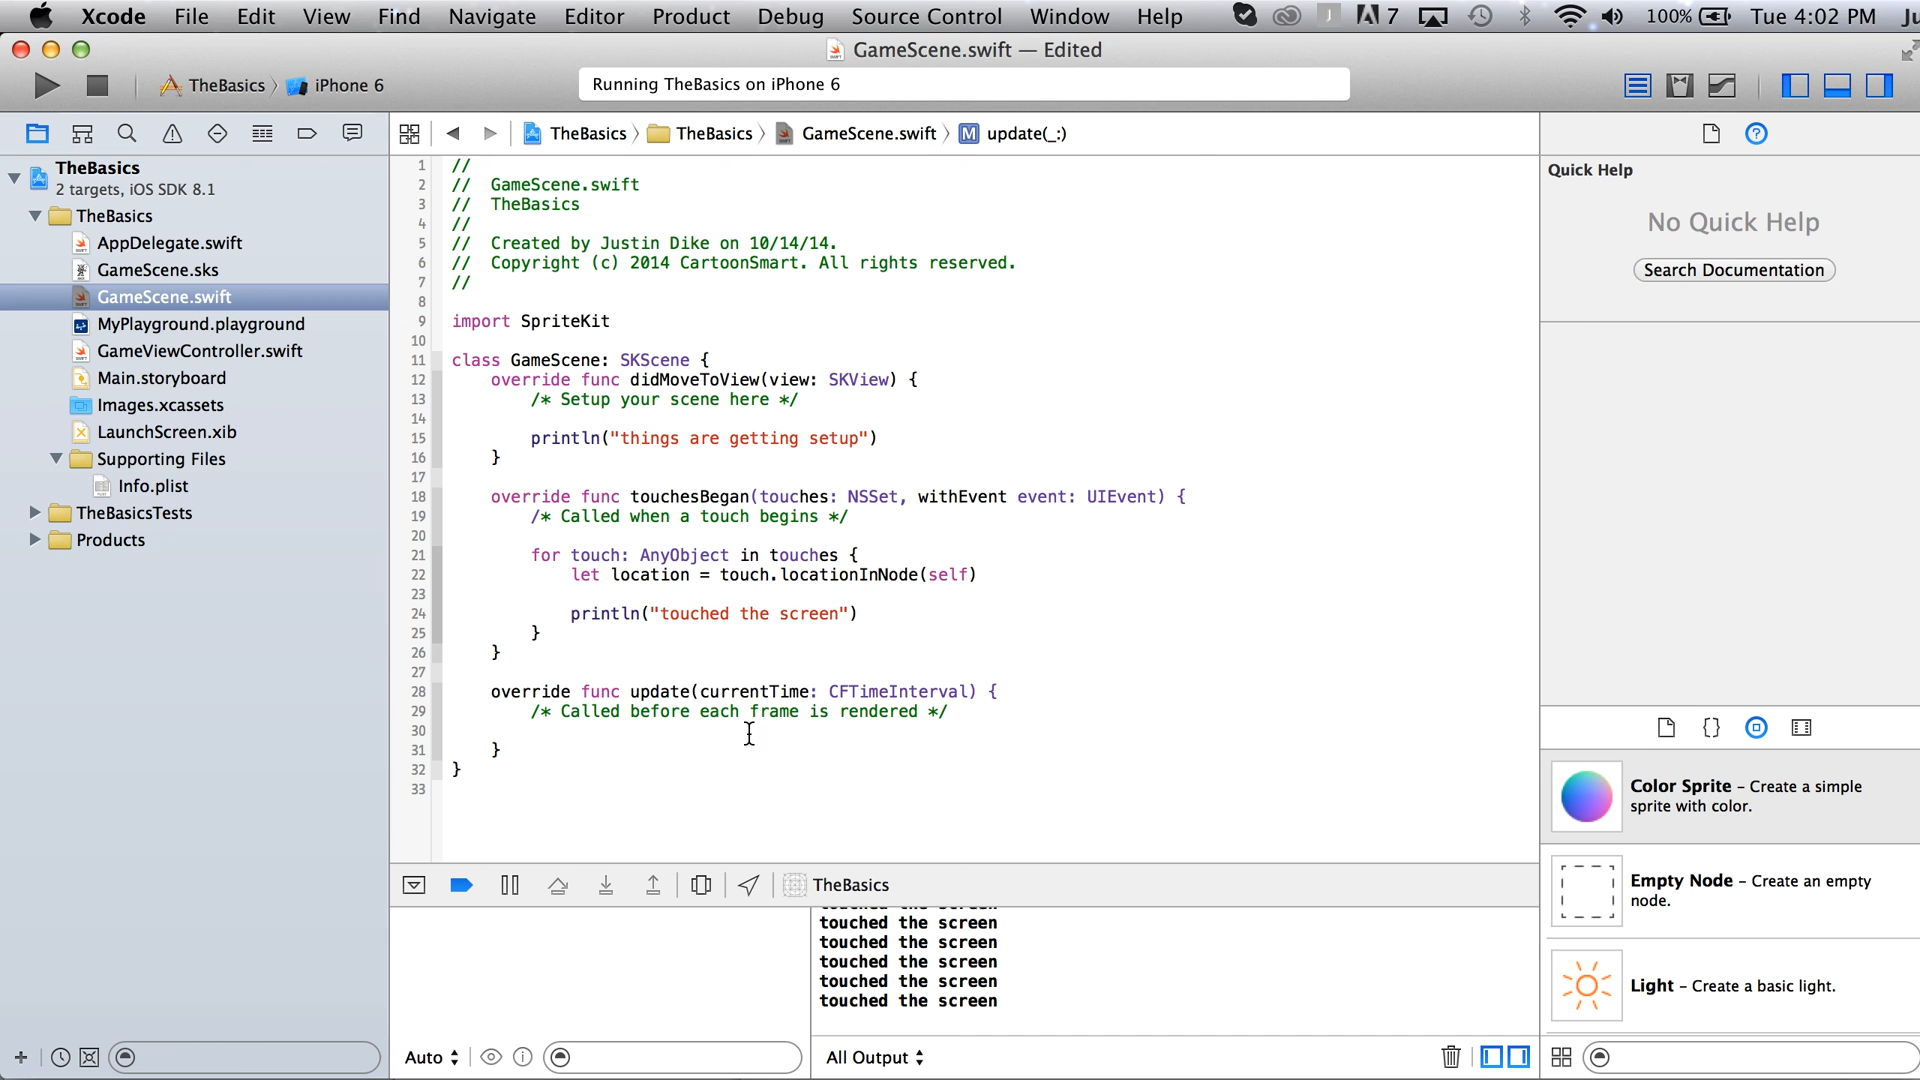 Xcode File Edit View Find Navigate Editor Product Debug Source Control Window Help 7 100% Tue 4:02 PM Ju
GameScene.swift — Edited
TheBasics iPhone 6
Running TheBasics on iPhone 6
TheBasics TheBasics GameScene.swift M update(_:)
TheBasics
2 targets, iOS SDK 8.1
TheBasics
AppDelegate.swift
GameScene.sks
GameScene.swift
MyPlayground.playground
GameViewController.swift
Main.storyboard
Images.xcassets
LaunchScreen.xib
Supporting Files
Info.plist
TheBasicsTests
Products
1 //
2 // GameScene.swift
3 // TheBasics
4 //
5 // Created by Justin Dike on 10/14/14.
6 // Copyright (c) 2014 CartoonSmart. All rights reserved.
7 //
8
9 import SpriteKit
10
11 class GameScene: SKScene {
12 override func didMoveToView(view: SKView) {
13 /* Setup your scene here */
14
15 println("things are getting setup")
16 }
17
18 override func touchesBegan(touches: NSSet, withEvent event: UIEvent) {
19 /* Called when a touch begins */
20
21 for touch: AnyObject in touches {
22 let location = touch.locationInNode(self)
23
24 println("touched the screen")
25 }
26 }
27
28 override func update(currentTime: CFTimeInterval) {
29 /* Called before each frame is rendered */
30
31 }
32 }
33
TheBasics
touched the screen
touched the screen
touched the screen
touched the screen
touched the screen
touched the screen
Auto
All Output
Quick Help
No Quick Help
Search Documentation
Color Sprite – Create a simple
sprite with color.
Empty Node – Create an empty
node.
Light – Create a basic light.